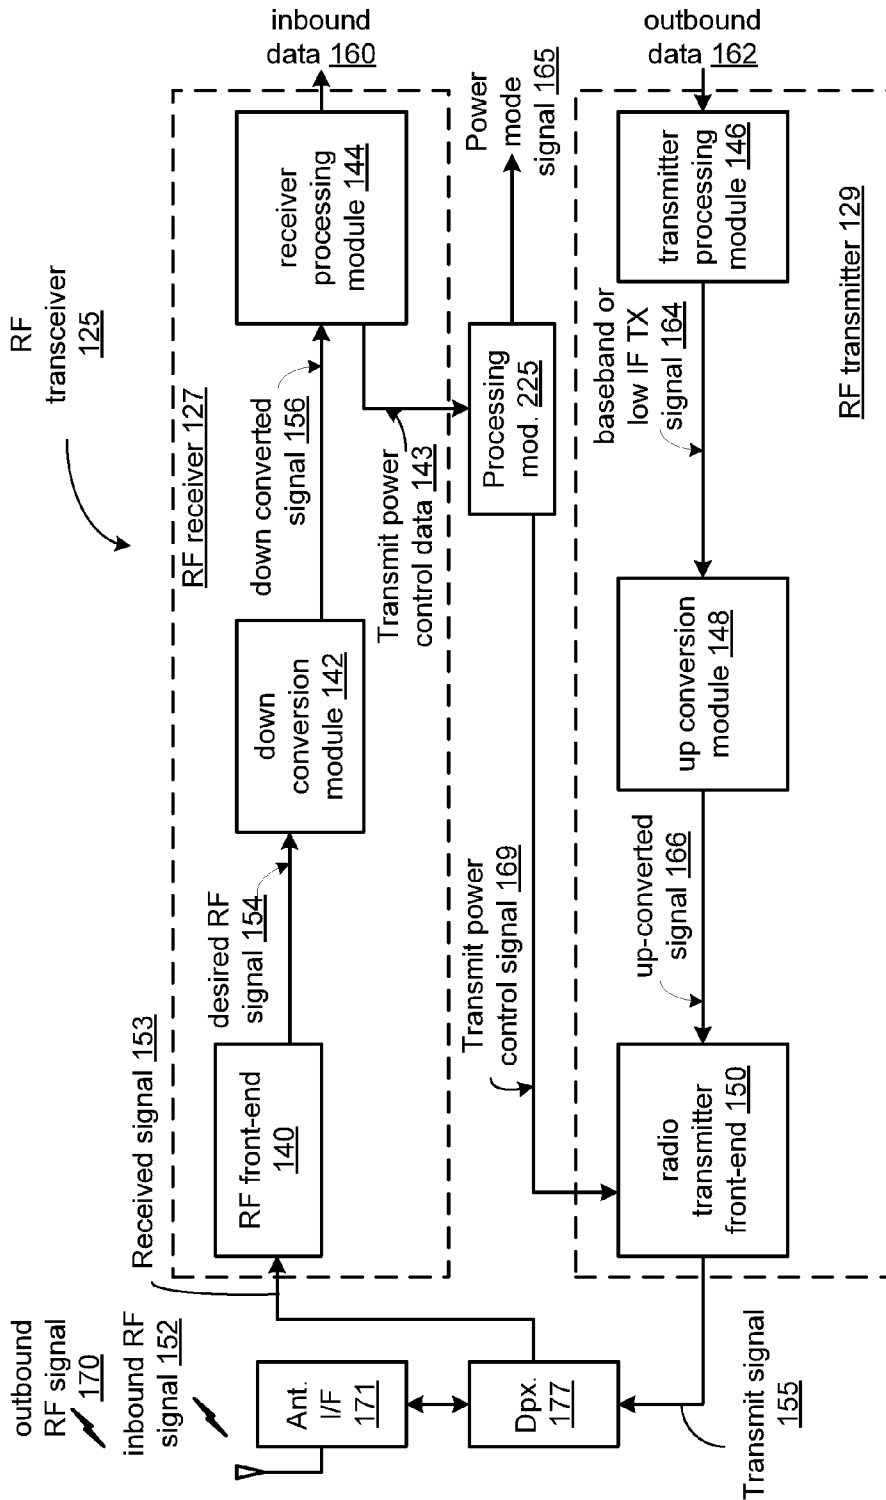 RF
transceiver
125
outbound
RF signal
170
inbound RF
signal 152
Ant.
I/F
171
Dpx.
177
Received signal 153
Transmit signal
155
RF receiver 127
RF front-end
140
desired RF
signal 154
down
conversion
module 142
down converted
signal 156
receiver
processing
module 144
inbound
data 160
Transmit power
control data 143
Processing
mod. 225
Power
mode
signal 165
Transmit power
control signal 169
outbound
data 162
transmitter
processing
module 146
baseband or
low IF TX
signal 164
up conversion
module 148
up-converted
signal 166
radio
transmitter
front-end 150
RF transmitter 129